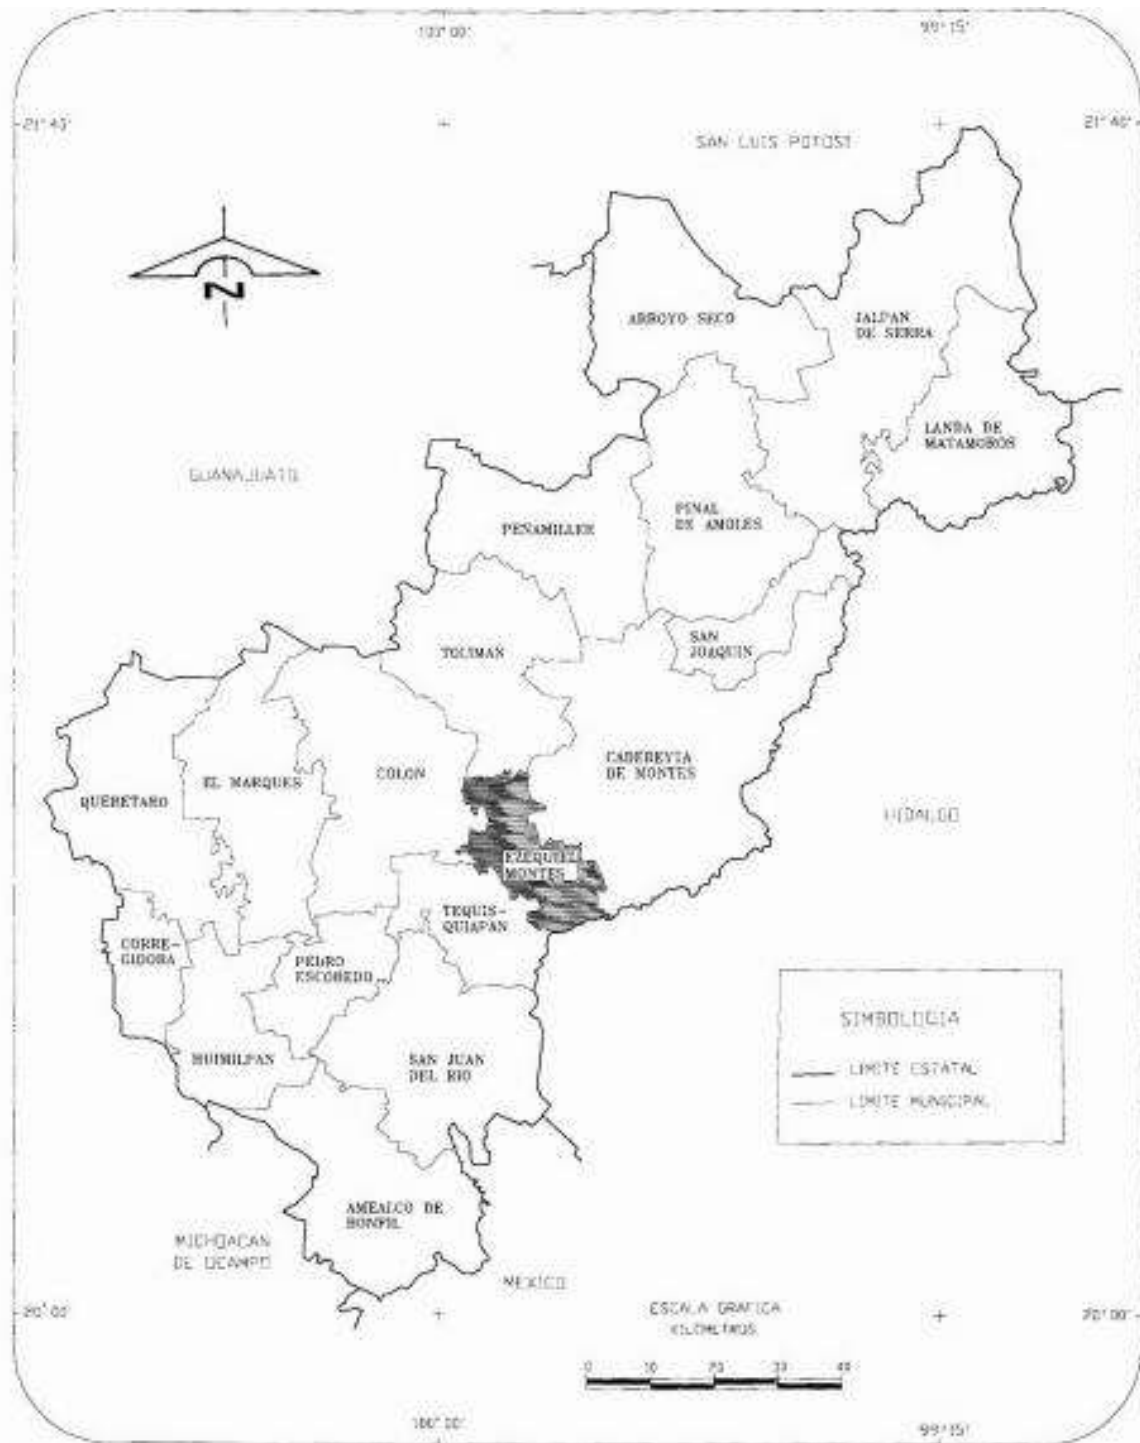 100° 00'
99° 15'
21° 40'
21° 40'
SAN LUIS POTOSI
N
ARROYO SECO
JALPAN
DE SERRA
LANDA DE
MATAMOROS
GUANAJUATO
PINAL
DE AMOLES
PEÑAMILLER
SAN
JOAQUIN
TOLIMAN
CADEREYTA
DE MONTES
COLON
EL MARQUES
QUERETARO
HIDALGO
EZEQUIEL
MONTES
TEQUIS-
QUIAPAN
CORRE-
GIDORA
PEDRO
ESCOBEDO
SIMBOLOGIA
HUIMILPAN
SAN JUAN
DEL RIO
LIMITE ESTATAL
LIMITE MUNICIPAL
AMEALCO DE
BONFIL
MICHOACAN
DE OCAMPO
MEXICO
20° 00'
20° 00'
ESCALA GRAFICA
KILOMETROS
0 10 20 30 40
100° 00'
99° 15'